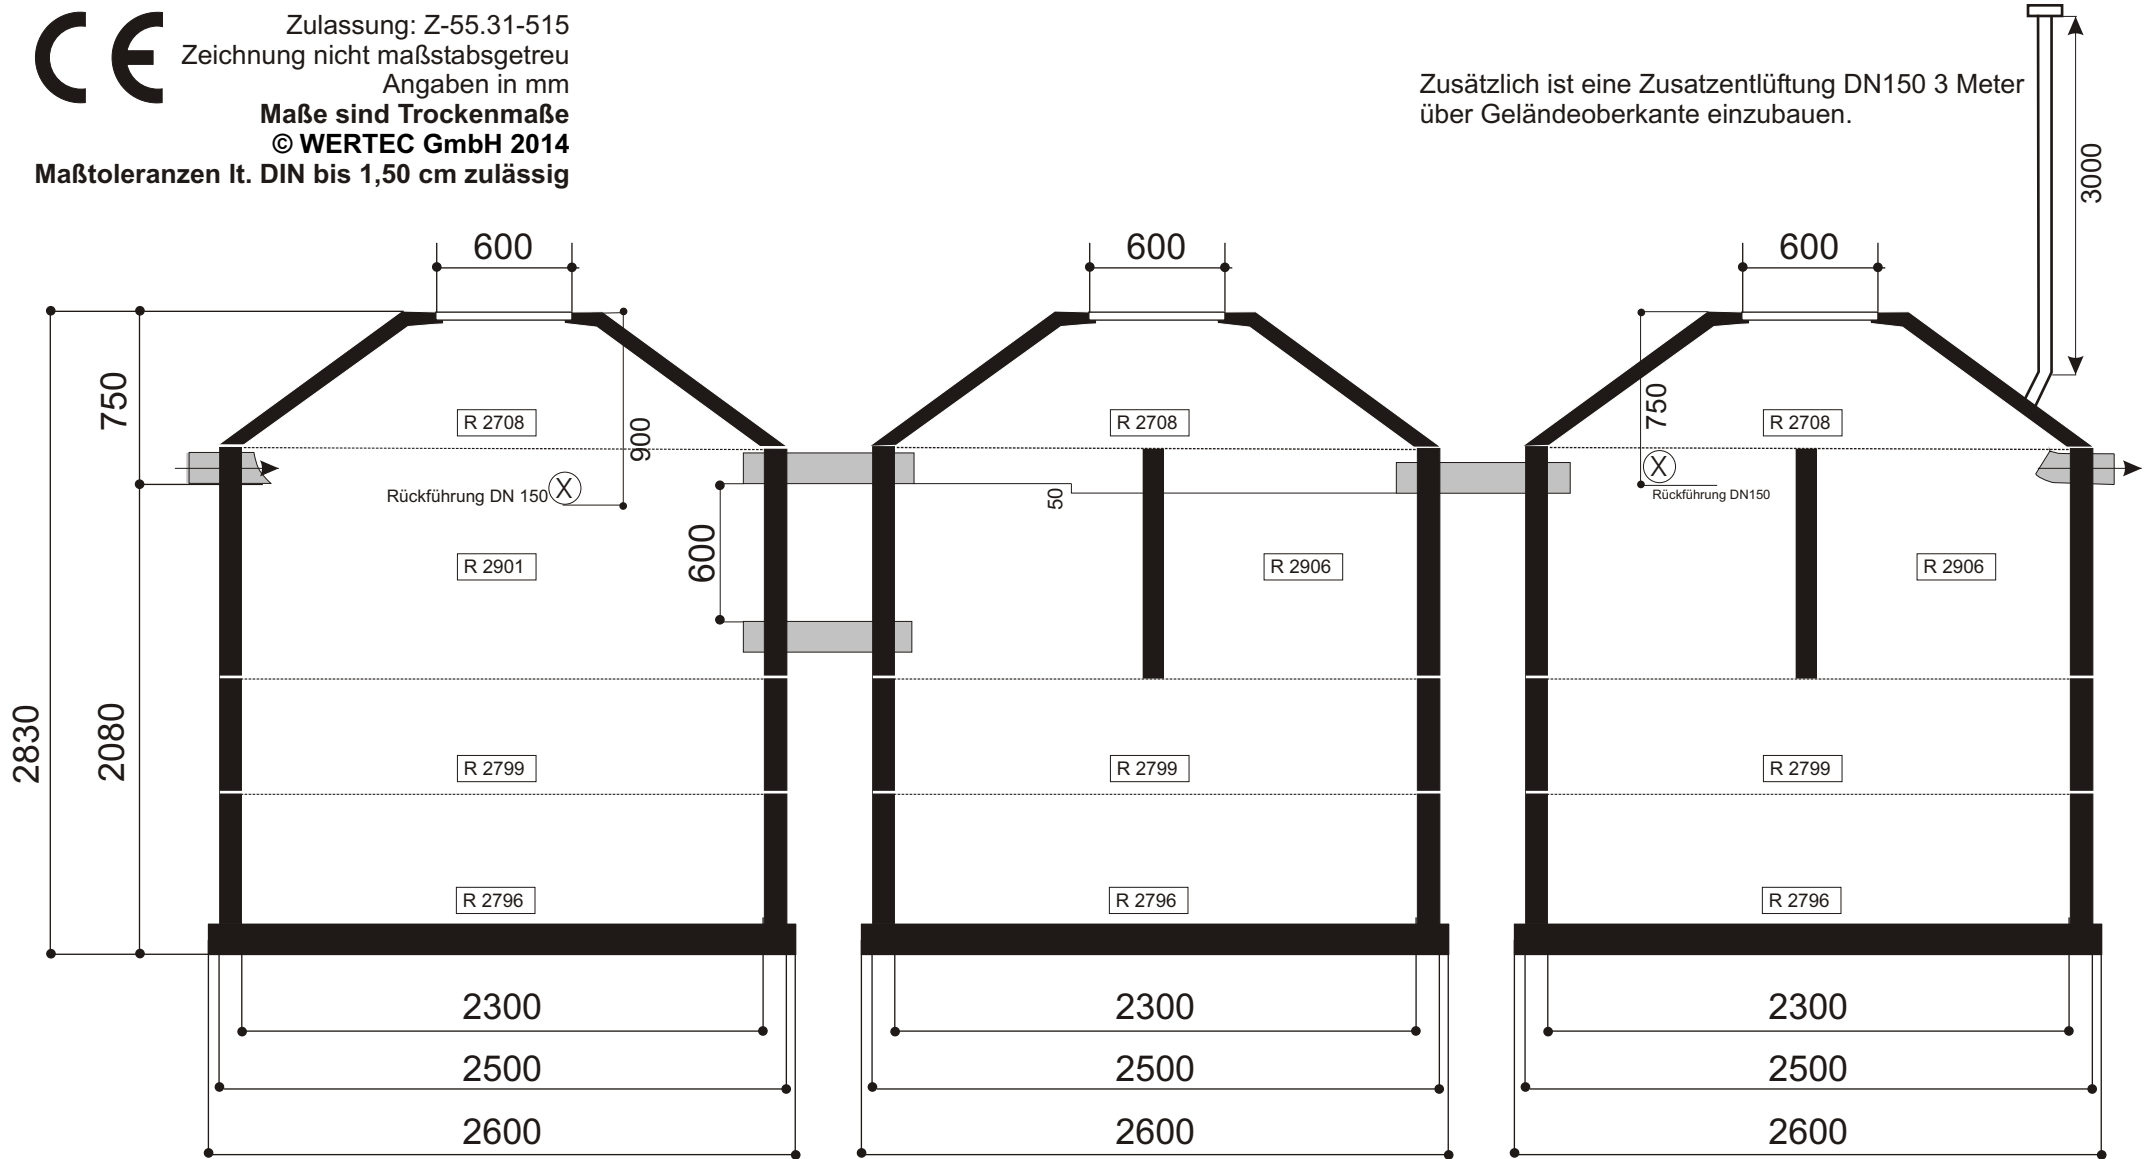 CE
Zulassung: Z-55.31-515
Zeichnung nicht maßstabsgetreu
Angaben in mm
Maße sind Trockenmaße
© WERTEC GmbH 2014
Maßtoleranzen lt. DIN bis 1,50 cm zulässig
Zusätzlich ist eine Zusatzentlüftung DN150 3 Meter
über Geländeoberkante einzubauen.
3000
600
600
600
750
900
750
R 2708
R 2708
R 2708
Rückführung DN 150 X
50
X
Rückführung DN150
600
R 2901
R 2906
R 2906
2830
2080
R 2799
R 2799
R 2799
R 2796
R 2796
R 2796
2300
2300
2300
2500
2500
2500
2600
2600
2600